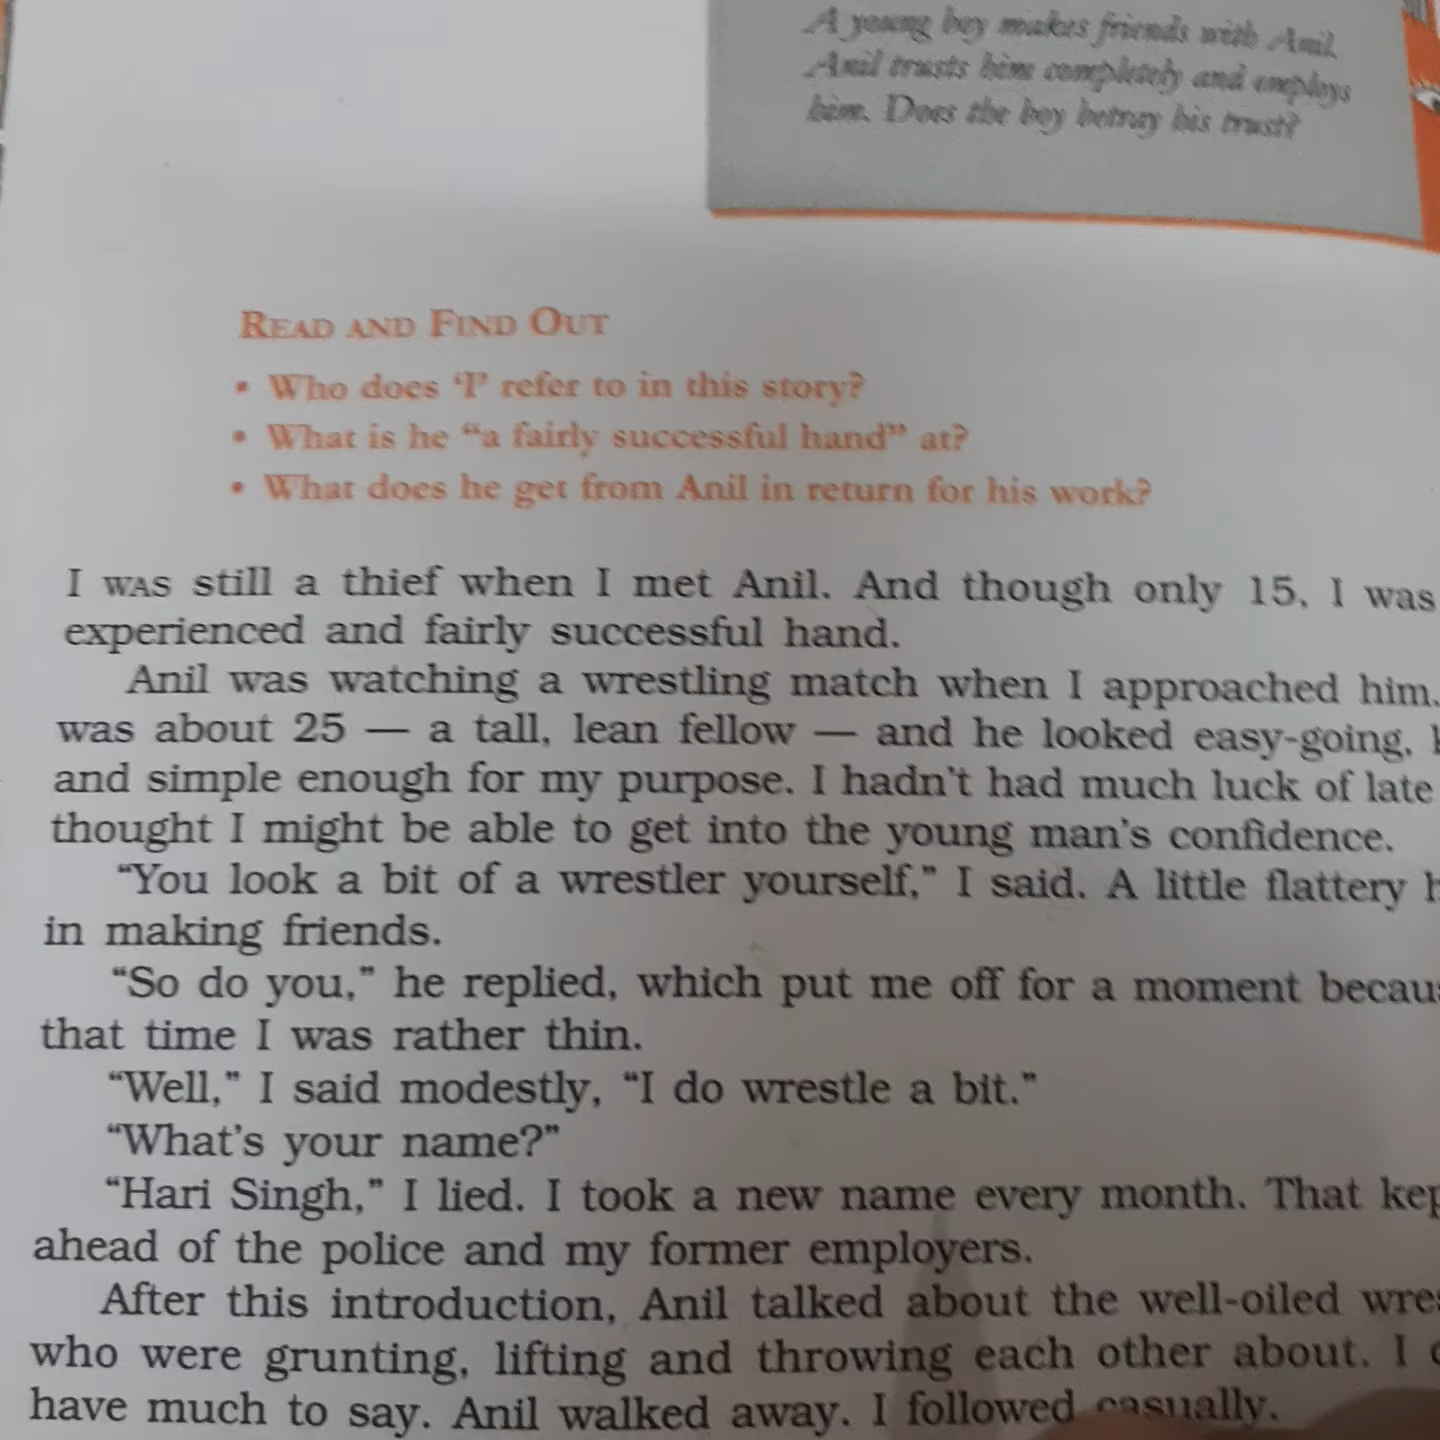 A young boy makes friends with Anil.
Anil trusts him completely and employs
him. Does the boy betray his trust?
READ AND FIND OUT
• Who does ‘I’ refer to in this story?
• What is he “a fairly successful hand” at?
• What does he get from Anil in return for his work?
I WAS still a thief when I met Anil. And though only 15, I was
experienced and fairly successful hand.
Anil was watching a wrestling match when I approached him.
was about 25 — a tall, lean fellow — and he looked easy-going,
and simple enough for my purpose. I hadn’t had much luck of late
thought I might be able to get into the young man’s confidence.
“You look a bit of a wrestler yourself,” I said. A little flattery
in making friends.
“So do you,” he replied, which put me off for a moment
that time I was rather thin.
“Well,” I said modestly, “I do wrestle a bit.”
“What’s your name?”
“Hari Singh,” I lied. I took a new name every month. That
ahead of the police and my former employers.
After this introduction, Anil talked about the well-oiled
who were grunting, lifting and throwing each other about. I
have much to say. Anil walked away. I followed casually.